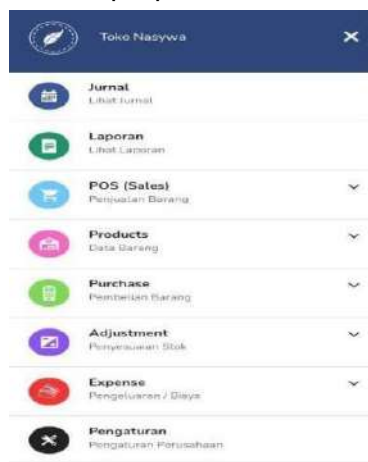 Toko Nasywa
Jurnal
Lihat Jurnal
Laporan
Lihat Laporan
POS (Sales)
Penjualan Barang
Products
Data Barang
Purchase
Pembelian Barang
Adjustment
Penyesuaian Stok
Expense
Pengeluaran / Biaya
Pengaturan
Pengaturan Perusahaan